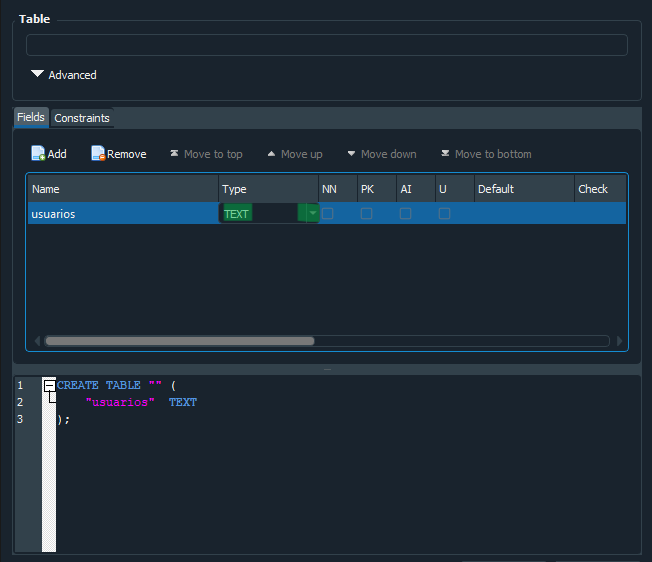 Table
Advanced
Fields Constraints
Add Remove Move to top Move up Move down Move to bottom
Name Type NN PK AI U Default Check
usuarios TEXT
1 CREATE TABLE "" (
2 "usuarios" TEXT
3 );